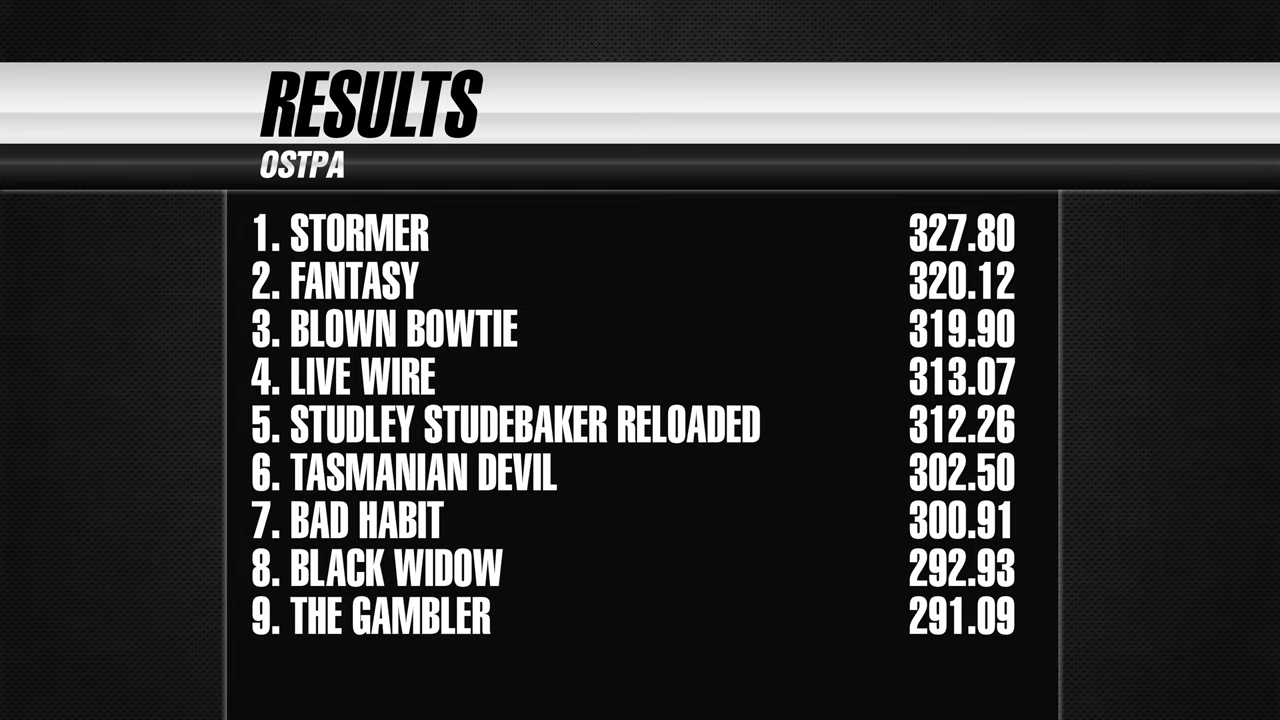 RESULTS
OSTPA
1. STORMER 327.80
2. FANTASY 320.12
3. BLOWN BOWTIE 319.90
4. LIVE WIRE 313.07
5. STUDLEY STUDEBAKER RELOADED 312.26
6. TASMANIAN DEVIL 302.50
7. BAD HABIT 300.91
8. BLACK WIDOW 292.93
9. THE GAMBLER 291.09